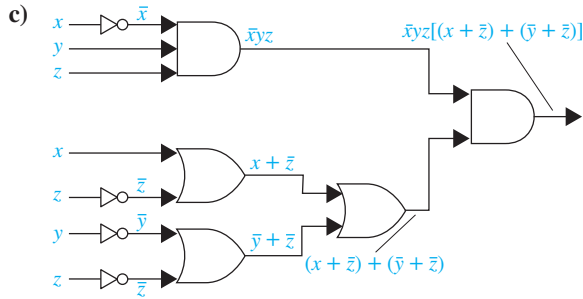 c)
x x̄
y
z
x̄yz
x̄yz[(x + z̄) + (ȳ + z̄)]
x
z z̄
x + z̄
y ȳ
z z̄
ȳ + z̄
(x + z̄) + (ȳ + z̄)